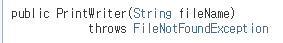 public PrintWriter(String fileName)
throws FileNotFoundException